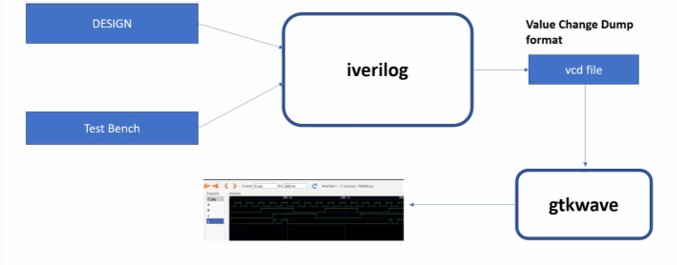 DESIGN
Value Change Dump
format
iverilog
vcd file
Test Bench
gtkwave